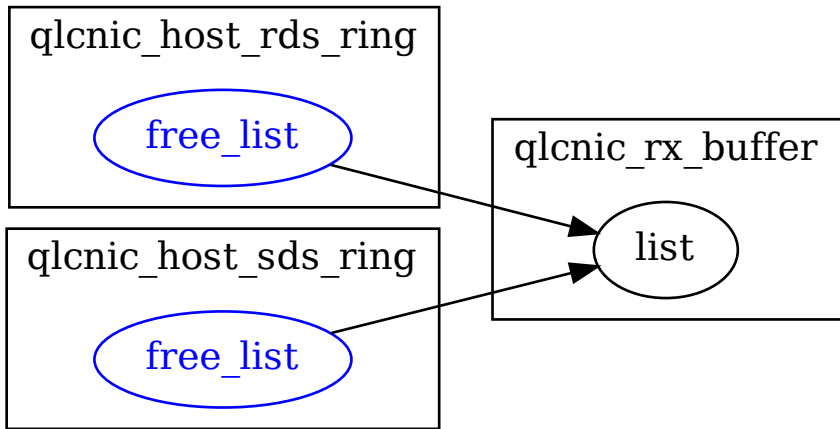 qlcnic_host_rds_ring
free_list
qlcnic_host_sds_ring
free_list
qlcnic_rx_buffer
list